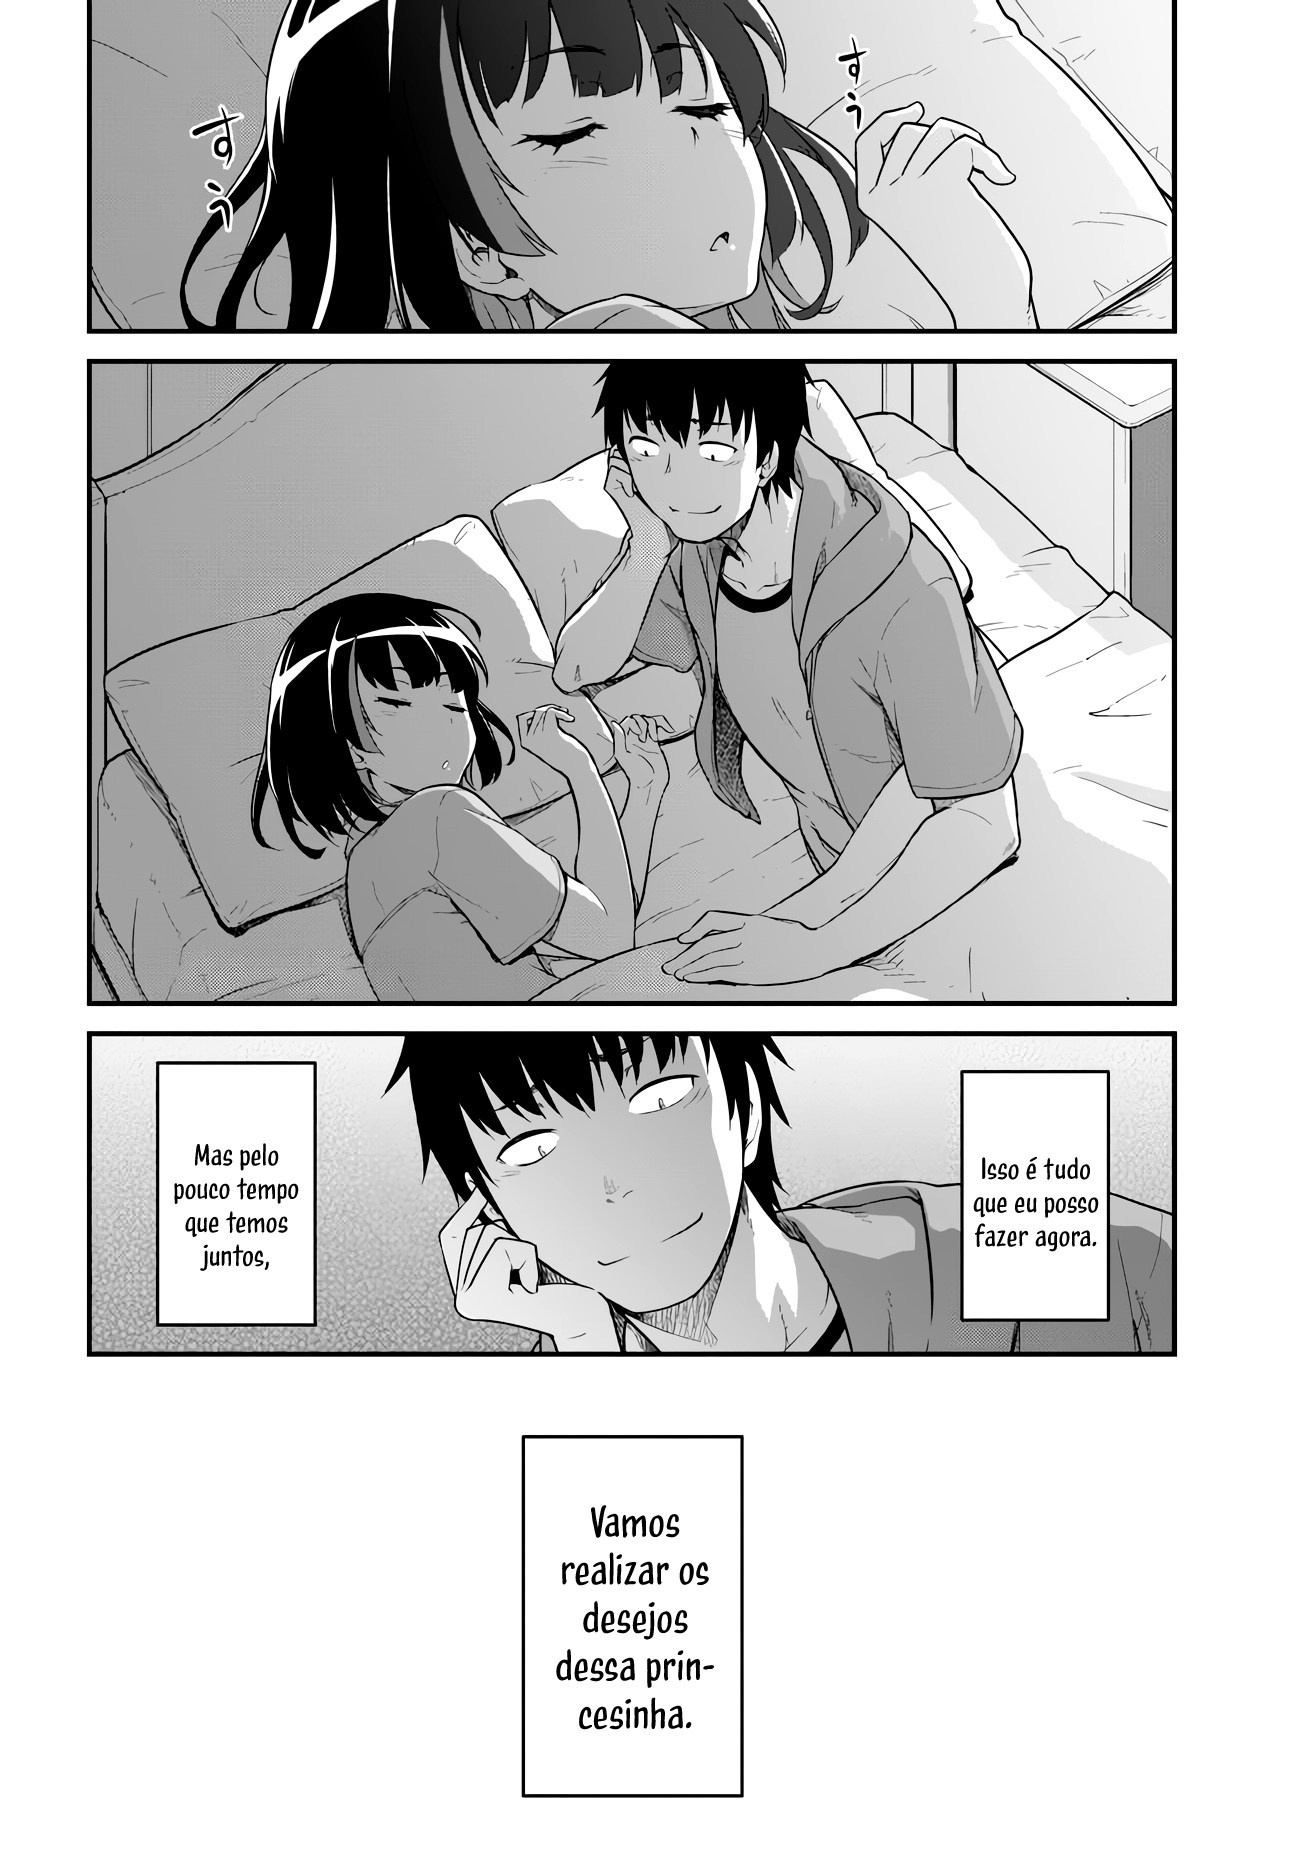 すぅ
すぅ
Isso é tudo
que eu posso
fazer agora.
Mas pelo
pouco tempo
que temos
juntos,
Vamos
realizar os
desejos
dessa prin-
cesinha.